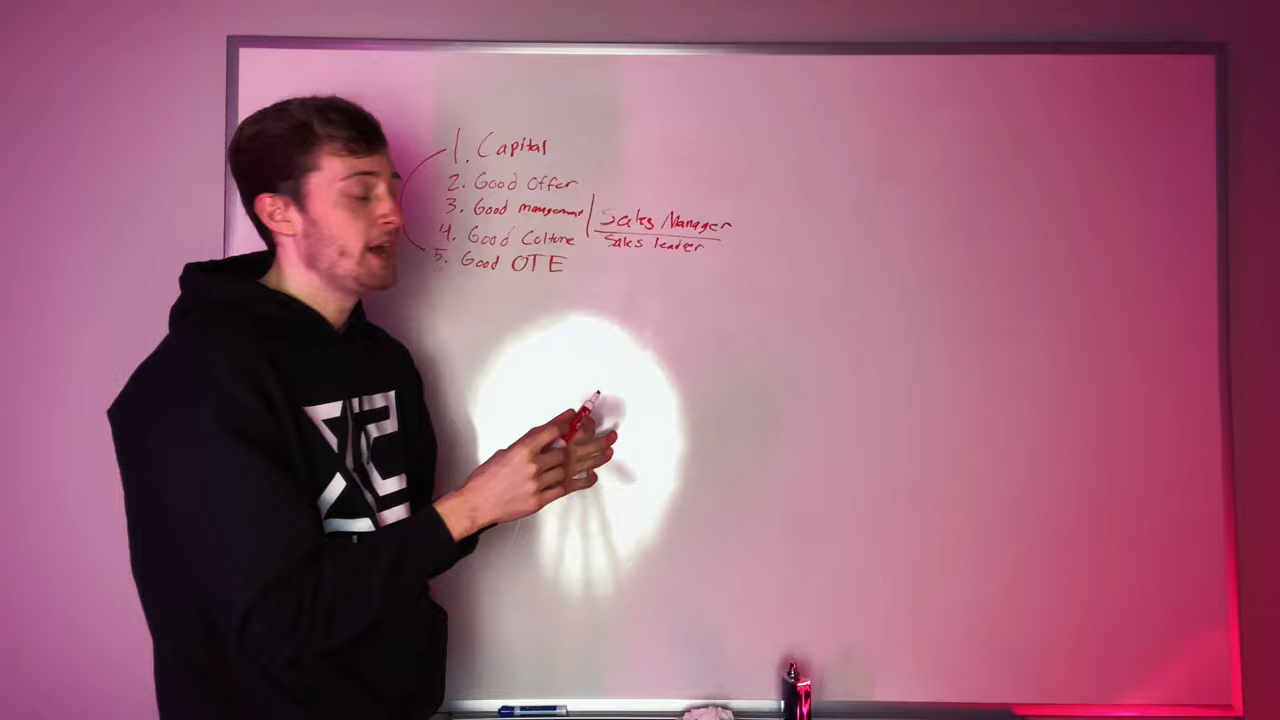 1. Capital
2. Good Offer
3. Good management
4. Good Culture
5. Good OTE
Sales Manager
Sales leader